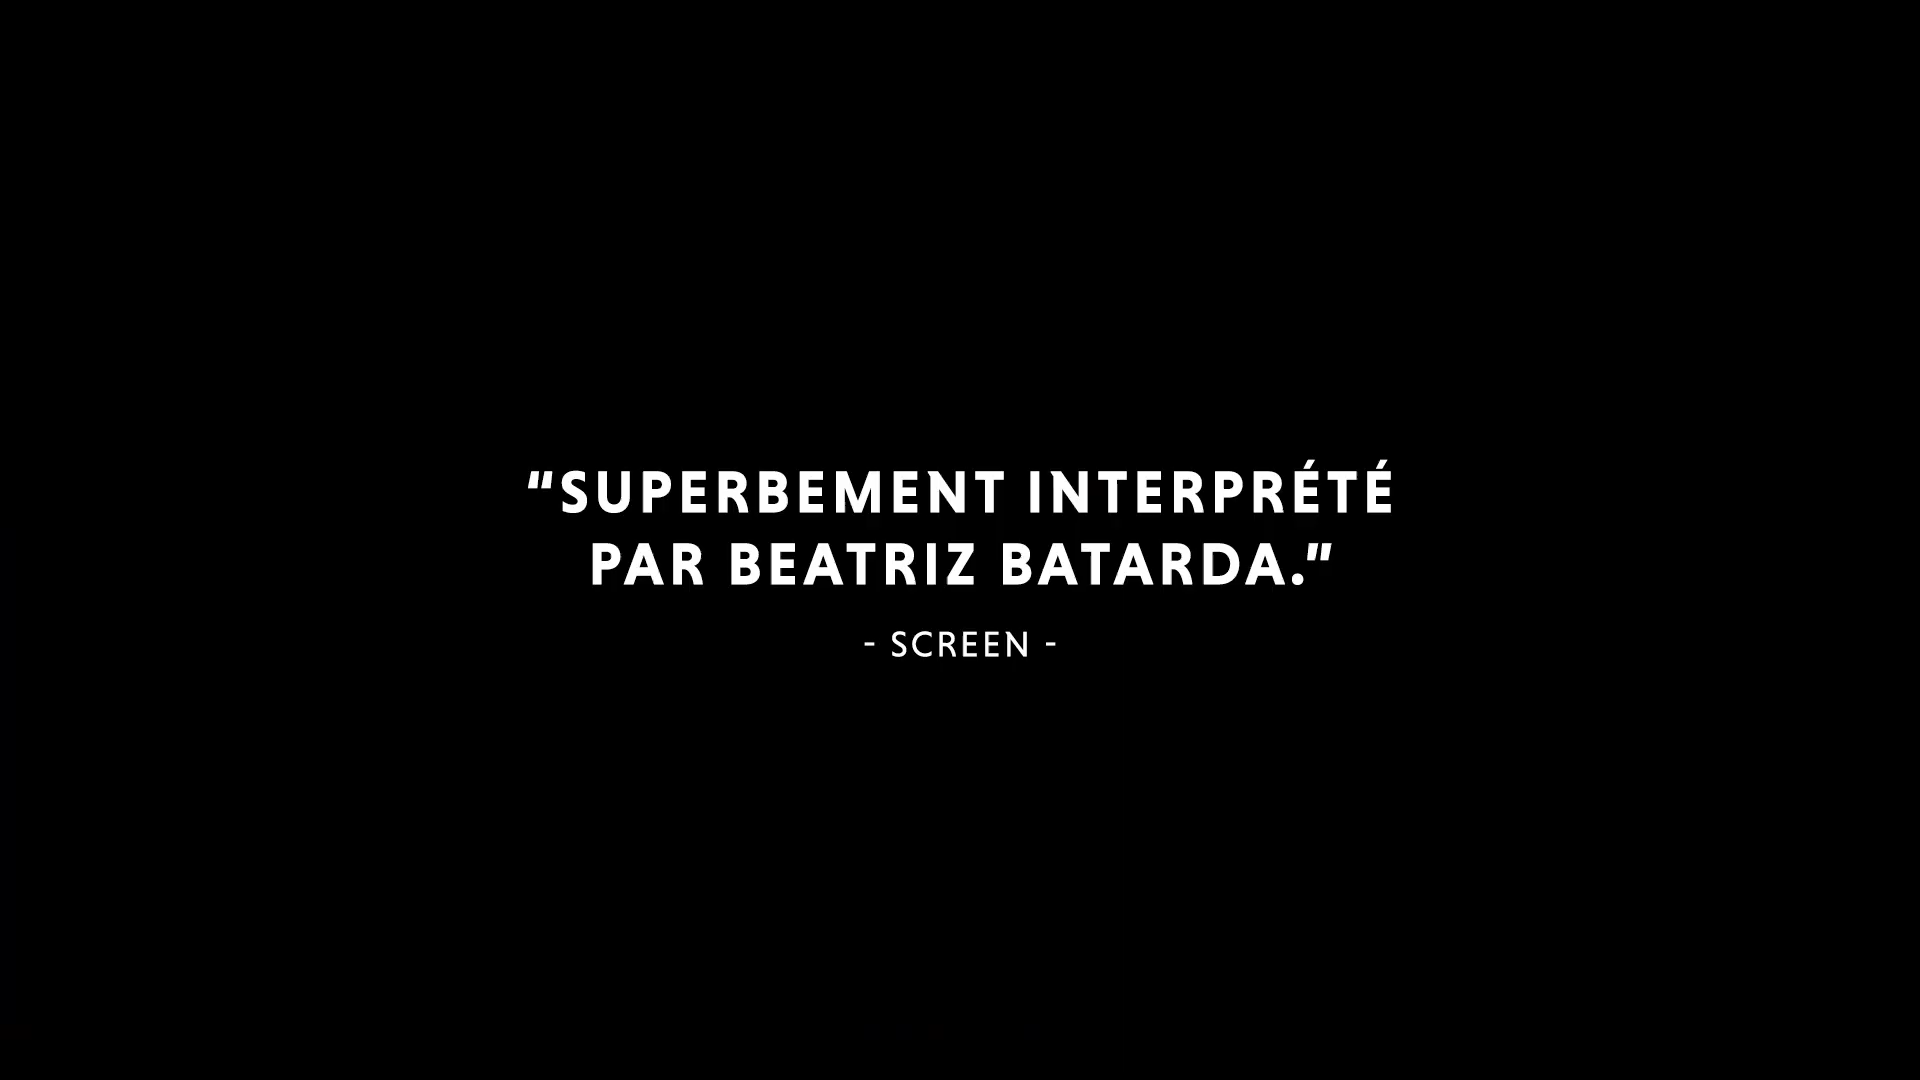 "SUPERBEMENT INTERPRÉTÉ
PAR BEATRIZ BATARDA."
- SCREEN -